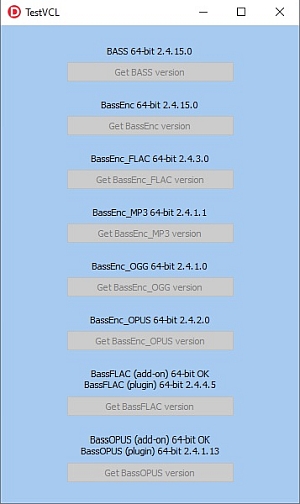 TestVCL
BASS 64-bit 2.4.15.0
Get BASS version
BassEnc 64-bit 2.4.15.0
Get BassEnc version
BassEnc_FLAC 64-bit 2.4.3.0
Get BassEnc_FLAC version
BassEnc_MP3 64-bit 2.4.1.1
Get BassEnc_MP3 version
BassEnc_OGG 64-bit 2.4.1.0
Get BassEnc_OGG version
BassEnc_OPUS 64-bit 2.4.2.0
Get BassEnc_OPUS version
BassFLAC (add-on) 64-bit OK
BassFLAC (plugin) 2.4.4.5
Get BassFLAC version
BassOPUS (add-on) 64-bit OK
BassOPUS (plugin) 2.4.1.13
Get BassOPUS version